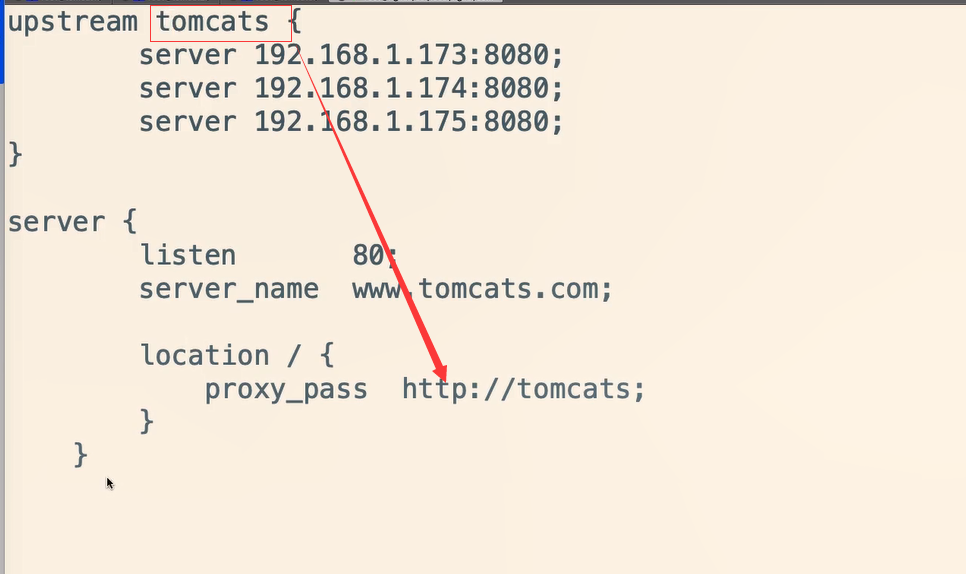 upstream tomcats {
server 192.168.1.173:8080;
server 192.168.1.174:8080;
server 192.168.1.175:8080;
}
server {
listen 80;
server_name www.tomcats.com;
location / {
proxy_pass http://tomcats;
}
}